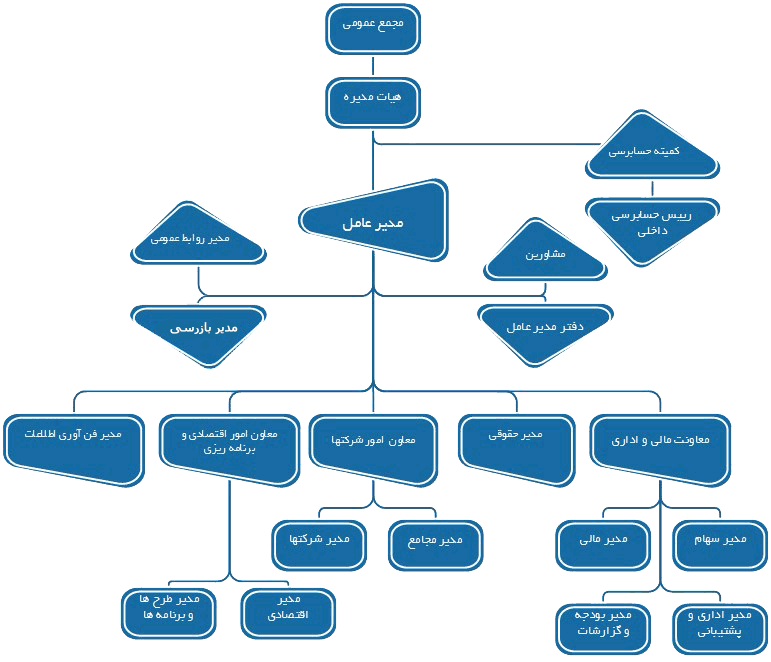 مجمع عمومی
هیات مدیره
کمیته حسابرسی
رییس حسابرسی
داخلی
مدیر عامل
مدیر روابط عمومی
مشاورین
مدیر بازرسی
دفتر مدیر عامل
معاونت مالی و اداری
مدیر حقوقی
معاون امور شرکتها
معاون امور اقتصادی و
برنامه ریزی
مدیر فن آوری اطلاعات
مدیر سهام
مدیر مالی
مدیر مجامع
مدیر شرکتها
مدیر اداری و
پشتیبانی
مدیر بودجه
و گزارشات
مدیر
اقتصادی
مدیر طرح ها
و برنامه ها